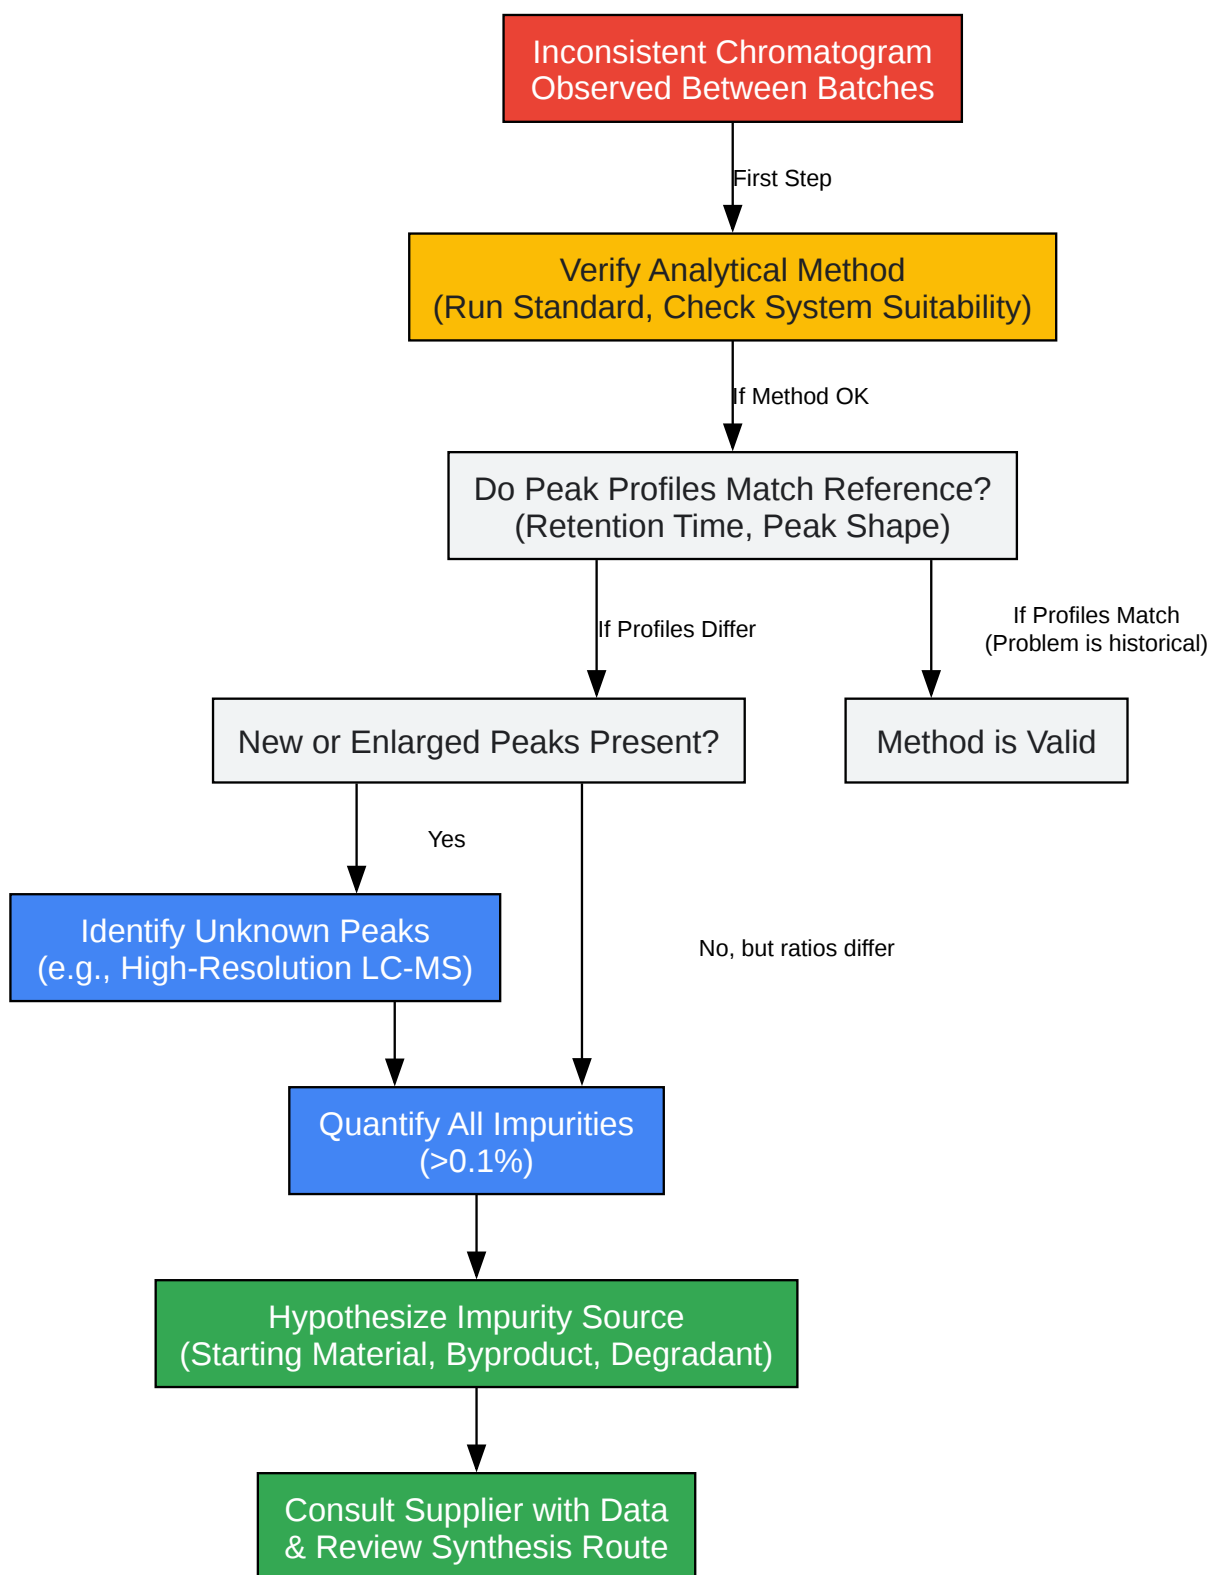 Inconsistent Chromatogram
Observed Between Batches
First Step
Verify Analytical Method
(Run Standard, Check System Suitability)
If Method OK
Do Peak Profiles Match Reference?
(Retention Time, Peak Shape)
If Profiles Differ
If Profiles Match
(Problem is historical)
New or Enlarged Peaks Present?
Method is Valid
Yes
Identify Unknown Peaks
(e.g., High-Resolution LC-MS)
No, but ratios differ
Quantify All Impurities
(>0.1%)
Hypothesize Impurity Source
(Starting Material, Byproduct, Degradant)
Consult Supplier with Data
& Review Synthesis Route